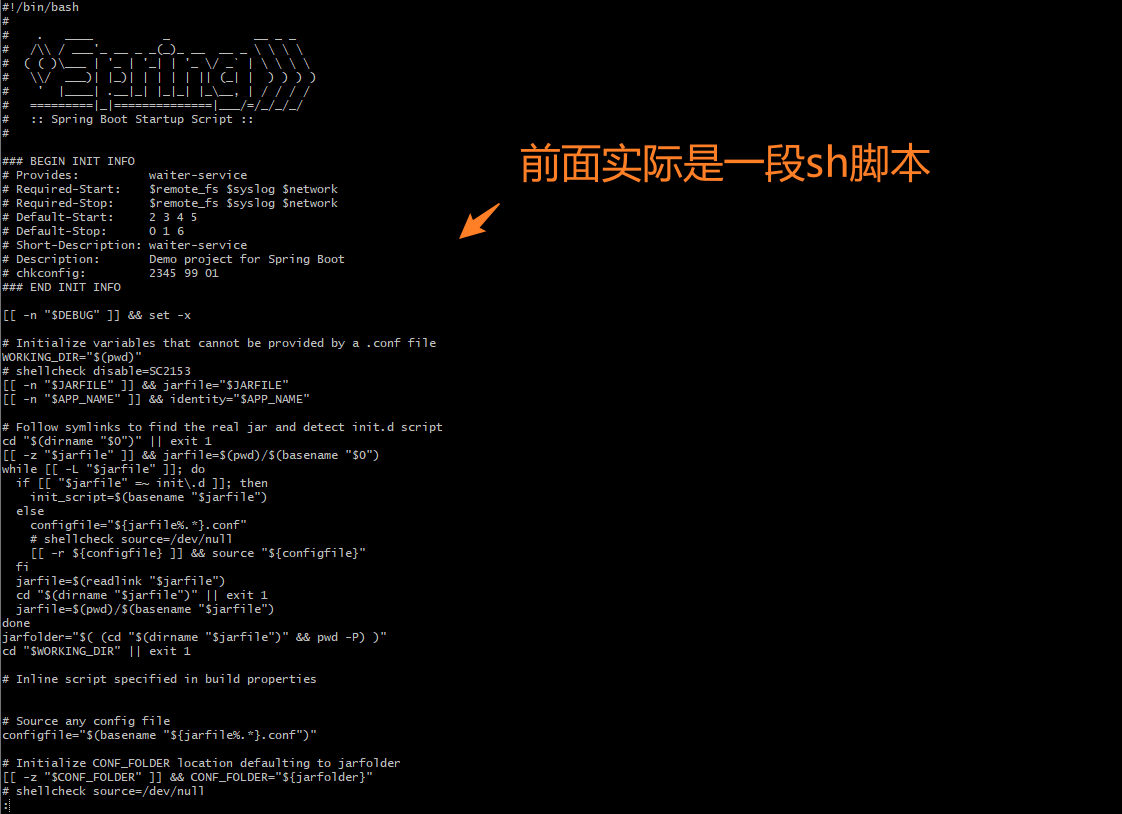 #!/bin/bash
#
#    .   ____          _            __ _ _
#   /\\ / ___'_ __ _ _(_)_ __  __ _ \ \ \ \
#  ( ( )\___ | '_ | '_| | '_ \/ _` | \ \ \ \
#   \\/  ___)| |_)| | | | | || (_| |  ) ) ) )
#    '  |____| .__|_| |_|_| |_\__, | / / / /
#   =========|_|==============|___/=/_/_/_/
#   :: Spring Boot Startup Script ::
#
### BEGIN INIT INFO
# Provides:          waiter-service
# Required-Start:    $remote_fs $syslog $network
# Required-Stop:     $remote_fs $syslog $network
# Default-Start:     2 3 4 5
# Default-Stop:      0 1 6
# Short-Description: waiter-service
# Description:       Demo project for Spring Boot
# chkconfig:         2345 99 01
### END INIT INFO
前面实际是一段sh脚本
[[ -n "$DEBUG" ]] && set -x
# Initialize variables that cannot be provided by a .conf file
WORKING_DIR="$(pwd)"
# shellcheck disable=SC2153
[[ -n "$JARFILE" ]] && jarfile="$JARFILE"
[[ -n "$APP_NAME" ]] && identity="$APP_NAME"
# Follow symlinks to find the real jar and detect init.d script
cd "$(dirname "$0")" || exit 1
[[ -z "$jarfile" ]] && jarfile=$(pwd)/$(basename "$0")
while [[ -L "$jarfile" ]]; do
  if [[ "$jarfile" =~ init\.d ]]; then
    init_script=$(basename "$jarfile")
  else
    configfile="${jarfile%.*}.conf"
    # shellcheck source=/dev/null
    [[ -r ${configfile} ]] && source "${configfile}"
  fi
  jarfile=$(readlink "$jarfile")
  cd "$(dirname "$jarfile")" || exit 1
  jarfile=$(pwd)/$(basename "$jarfile")
done
jarfolder="$( (cd "$(dirname "$jarfile")" && pwd -P) )"
cd "$WORKING_DIR" || exit 1
# Inline script specified in build properties
# Source any config file
configfile="$(basename "${jarfile%.*}.conf")"
# Initialize CONF_FOLDER location defaulting to jarfolder
[[ -z "$CONF_FOLDER" ]] && CONF_FOLDER="${jarfolder}"
# shellcheck source=/dev/null
: